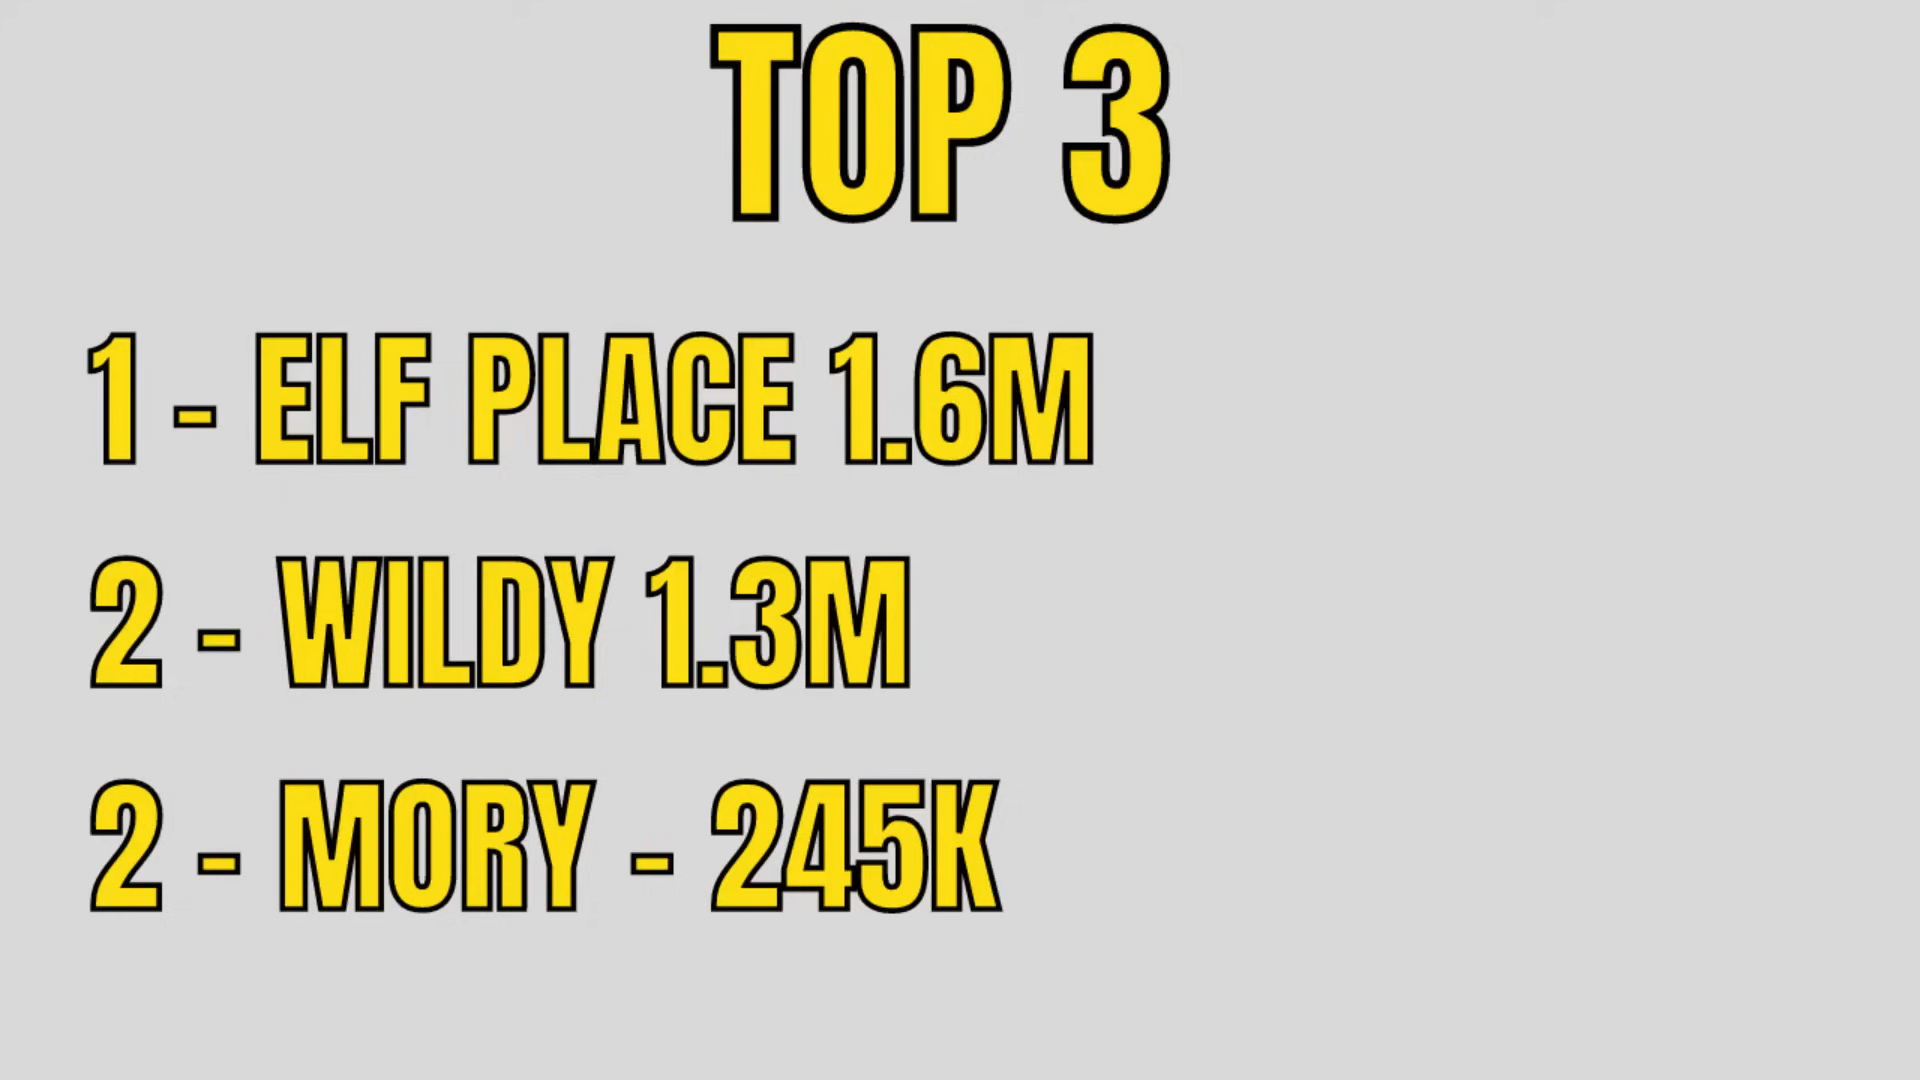 TOP 3
1 - ELF PLACE 1.6M
2 - WILDY 1.3M
2 - MORY - 245K